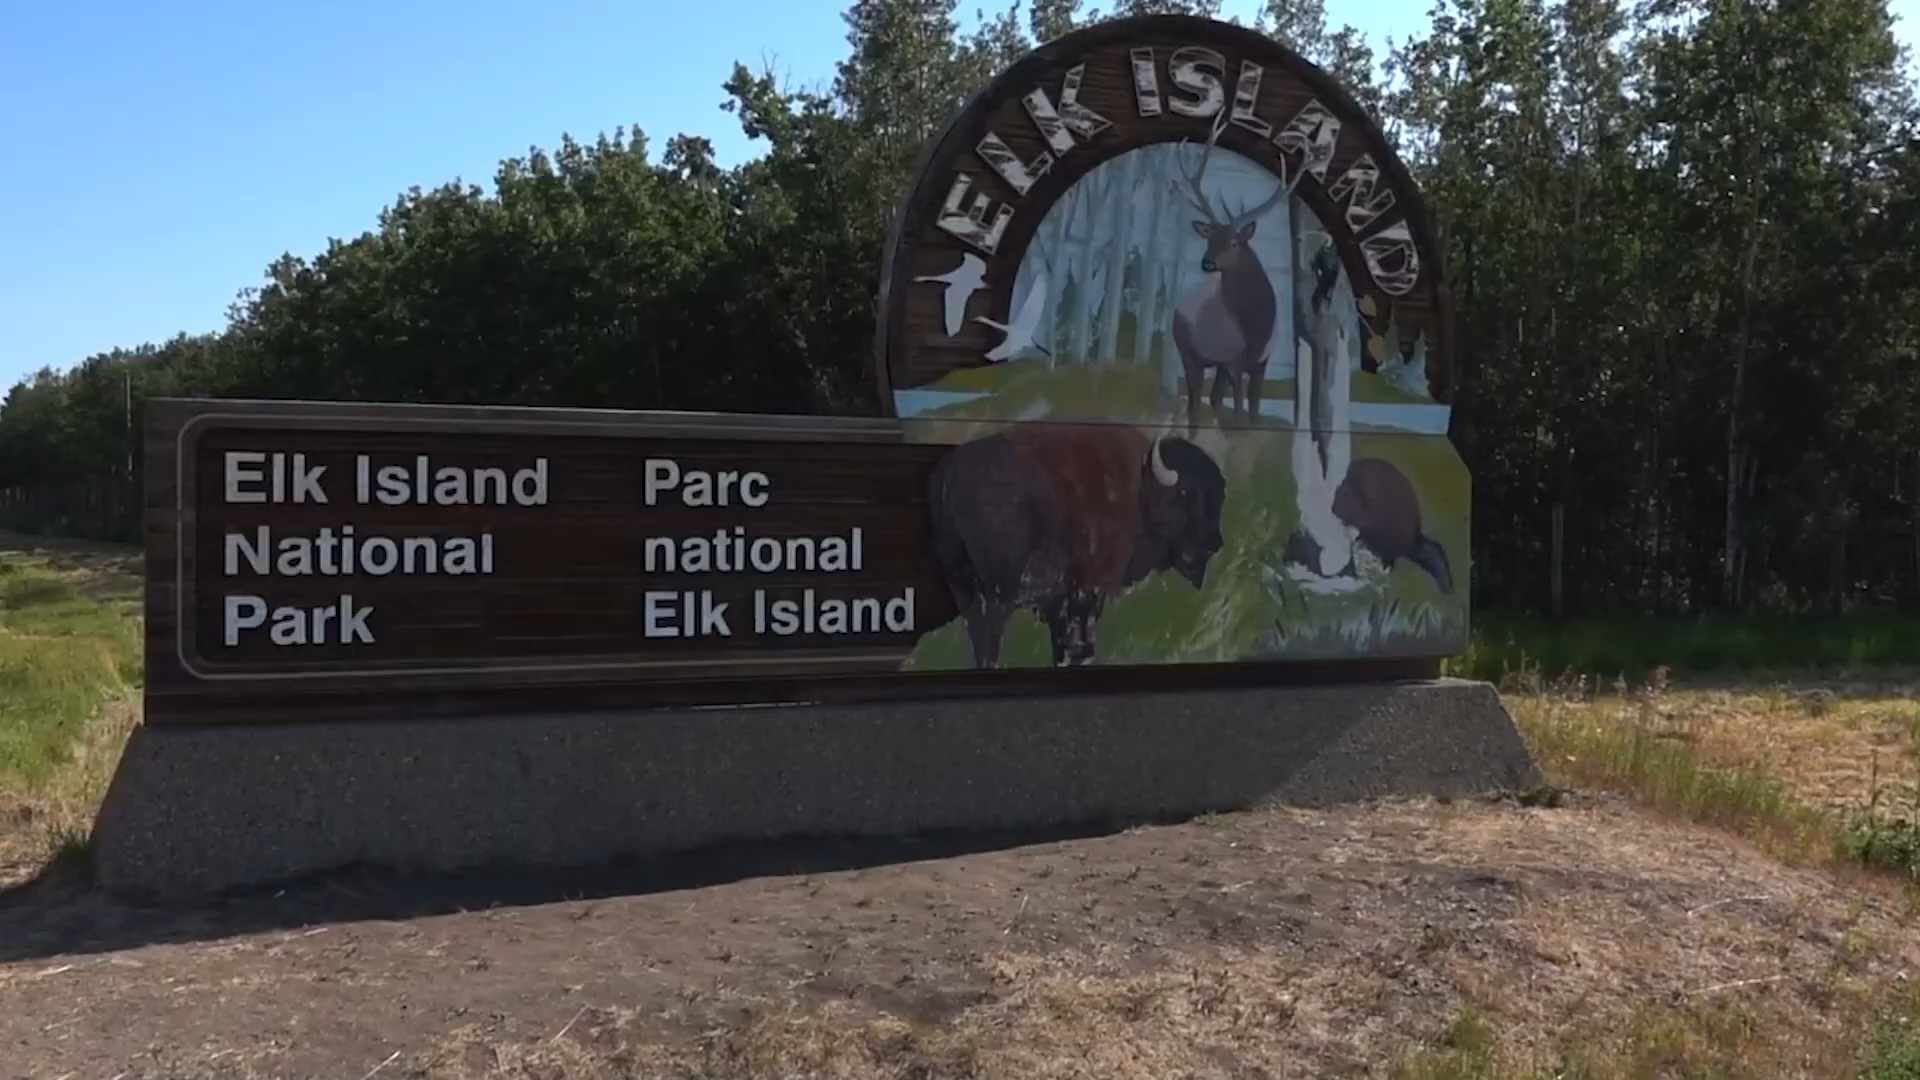 ELK ISLAND
Elk Island
National
Park
Parc
national
Elk Island